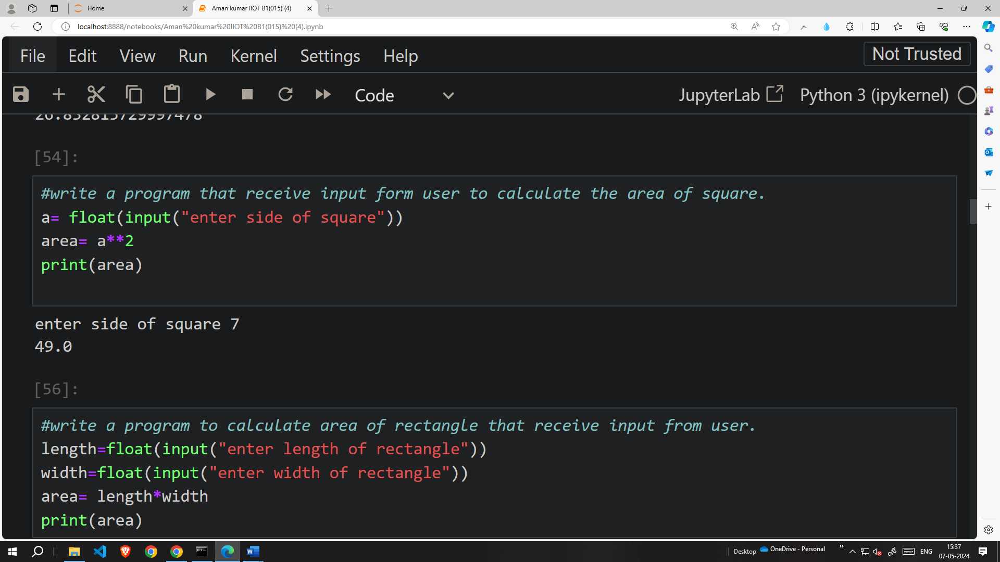 Home
Aman kumar IIOT B1(015) (4)
localhost:8888/notebooks/Aman%20kumar%20IIOT%20B1(015)%20(4).ipynb
File Edit View Run Kernel Settings Help Not Trusted
Code JupyterLab Python 3 (ipykernel)
26.832815729997478
[54]:
#write a program that receive input form user to calculate the area of square.
a= float(input("enter side of square"))
area= a**2
print(area)
enter side of square 7
49.0
[56]:
#write a program to calculate area of rectangle that receive input from user.
length=float(input("enter length of rectangle"))
width=float(input("enter width of rectangle"))
area= length*width
print(area)
Desktop OneDrive - Personal ENG 15:37
07-05-2024